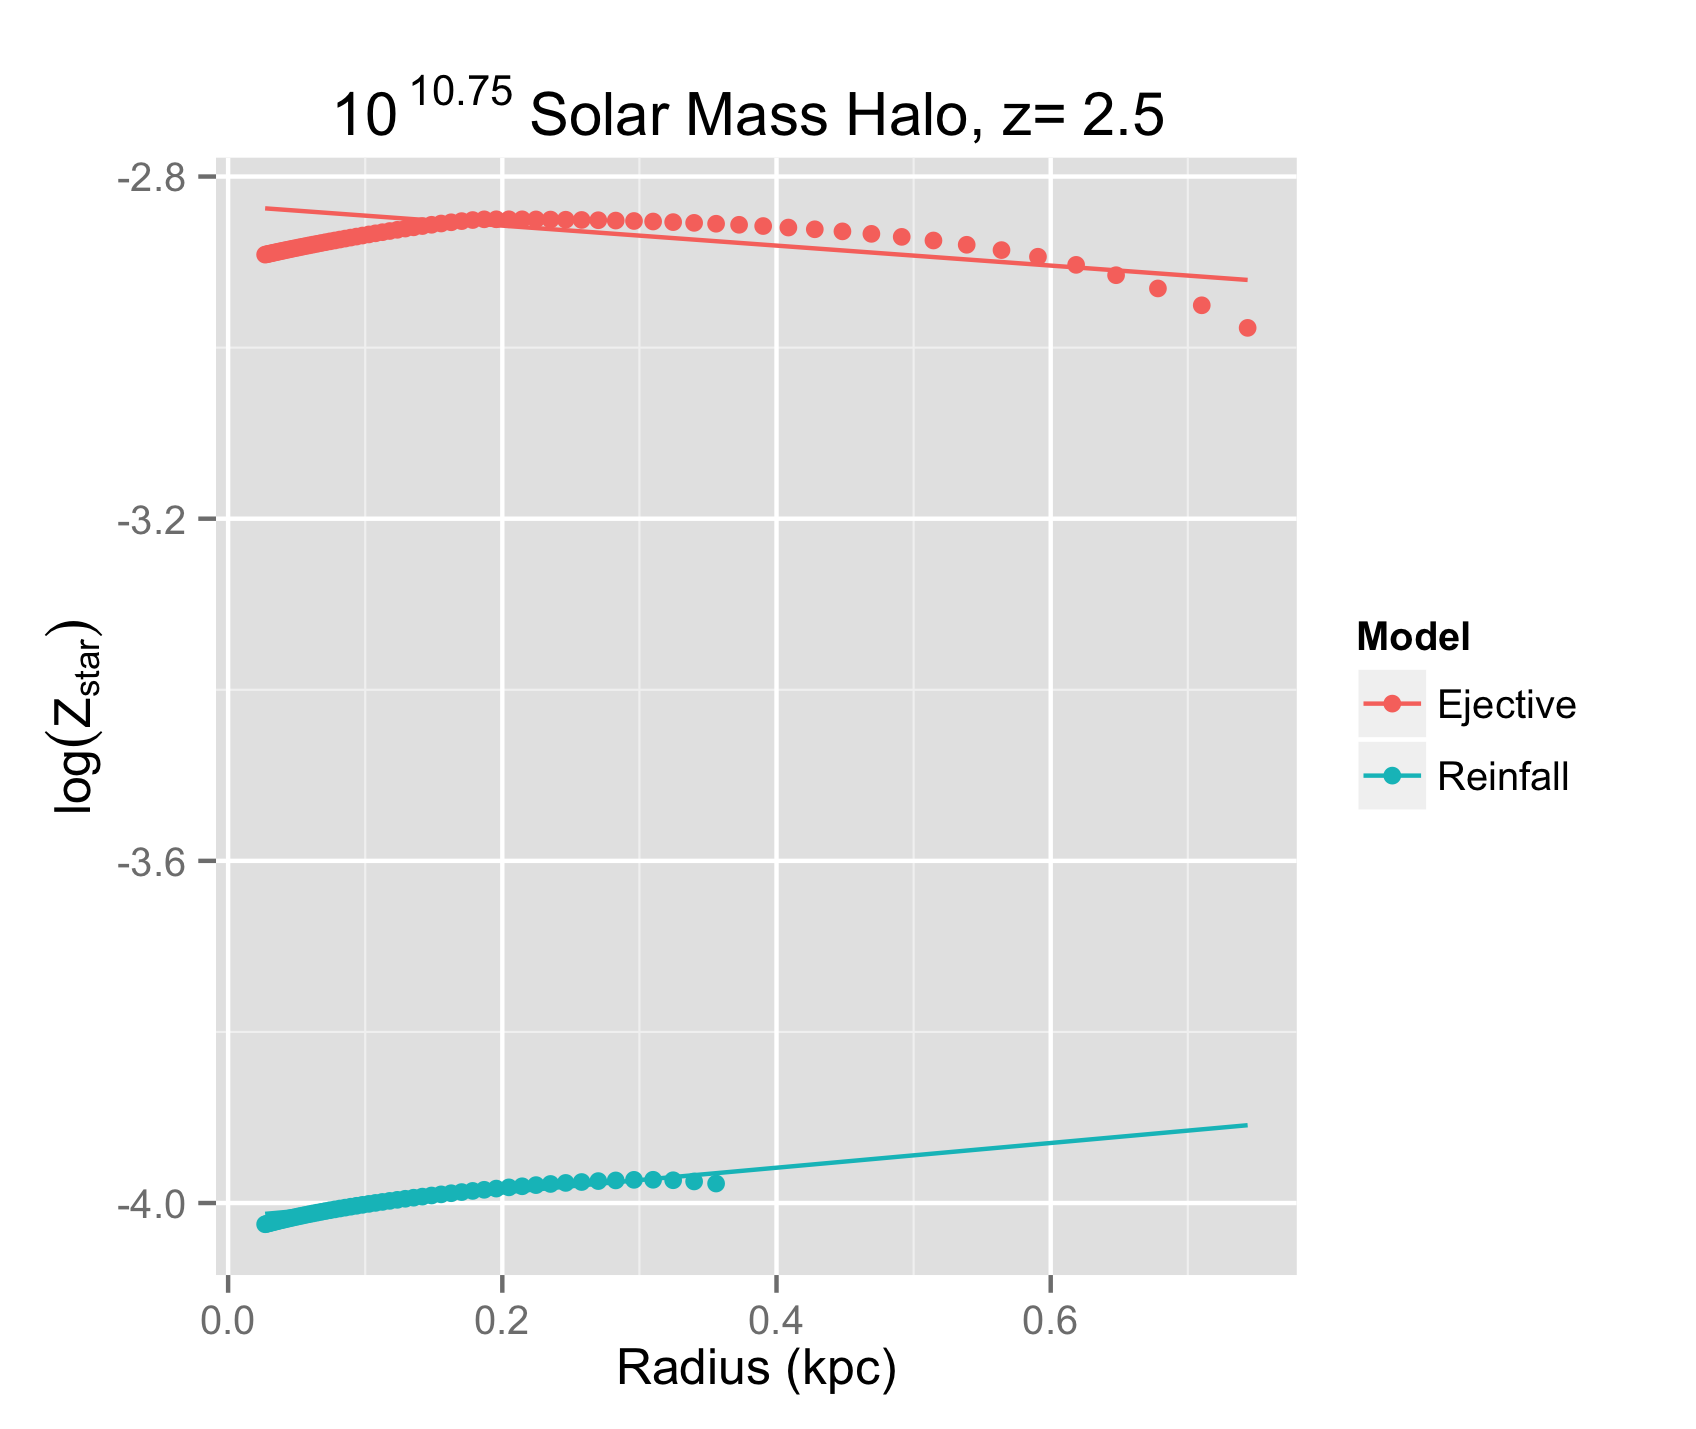 10^10.75 Solar Mass Halo, z= 2.5
-2.8
-3.2
-3.6
-4.0
log(Z_star)
0.0 0.2 0.4 0.6
Radius (kpc)
Model
Ejective
Reinfall